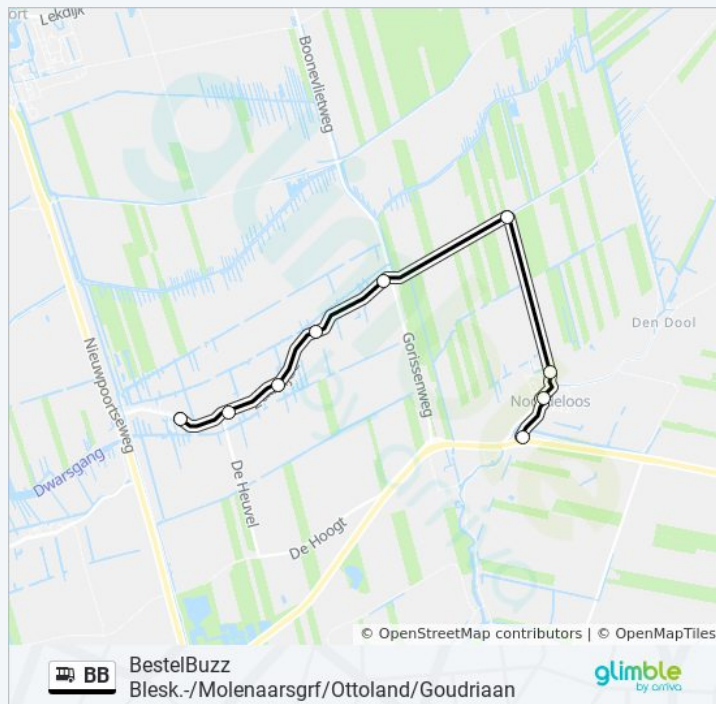 ort
Lekdijk
Boonevlietweg
Nieuwpoortseweg
Gorissenweg
Den Dool
Dwarsgang
De Heuvel
De Hoogt
© OpenStreetMap contributors | © OpenMapTiles
BB
BestelBuzz
Blesk.-/Molenaarsgrf/Ottoland/Goudriaan
glimble
by arriva